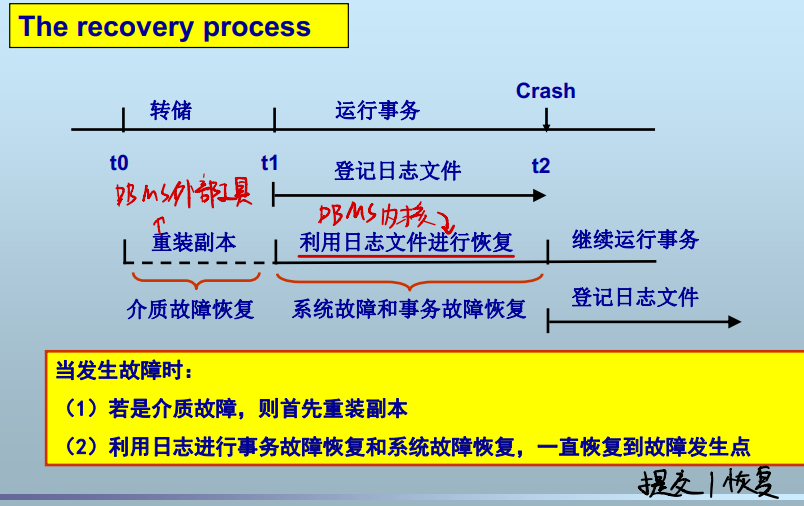 The recovery process
转储
运行事务
Crash
t0
t1
登记日志文件
t2
DBMS外部工具
DBMS内核
重装副本
利用日志文件进行恢复
继续运行事务
介质故障恢复
系统故障和事务故障恢复
登记日志文件
当发生故障时：
（1）若是介质故障，则首先重装副本
（2）利用日志进行事务故障恢复和系统故障恢复，一直恢复到故障发生点
提交|恢复